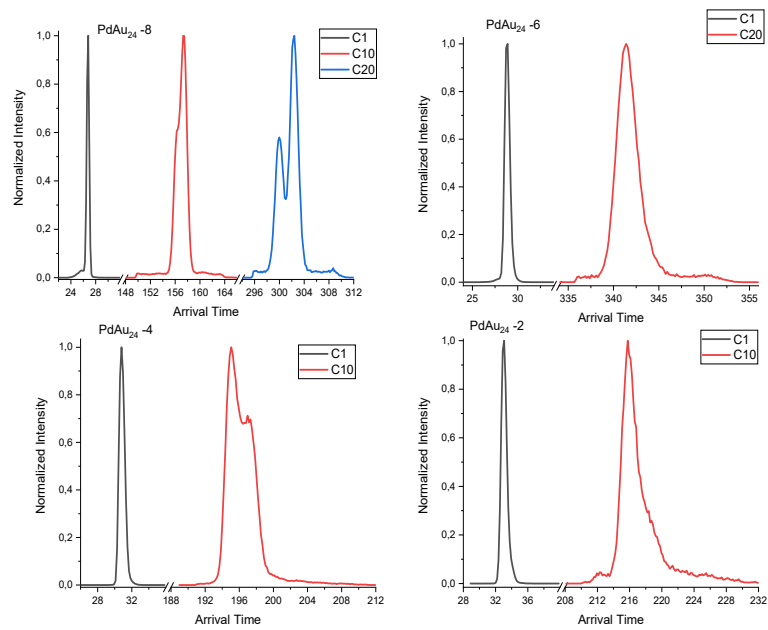 PdAu24 -8
C1
C10
C20
Normalized Intensity
1,0
0,8
0,6
0,4
0,2
0,0
24 28 148 152 156 160 164 296 300 304 308 312
Arrival Time
PdAu24 -6
C1
C20
Normalized Intensity
1,0
0,8
0,6
0,4
0,2
0,0
25 30 335 340 345 350 355
Arrival Time
PdAu24 -4
C1
C10
Normalized Intensity
1,0
0,8
0,6
0,4
0,2
0,0
28 32 188 192 196 200 204 208 212
Arrival Time
PdAu24 -2
C1
C10
Normalized Intensity
1,0
0,8
0,6
0,4
0,2
0,0
28 32 36 208 212 216 220 224 228 232
Arrival Time